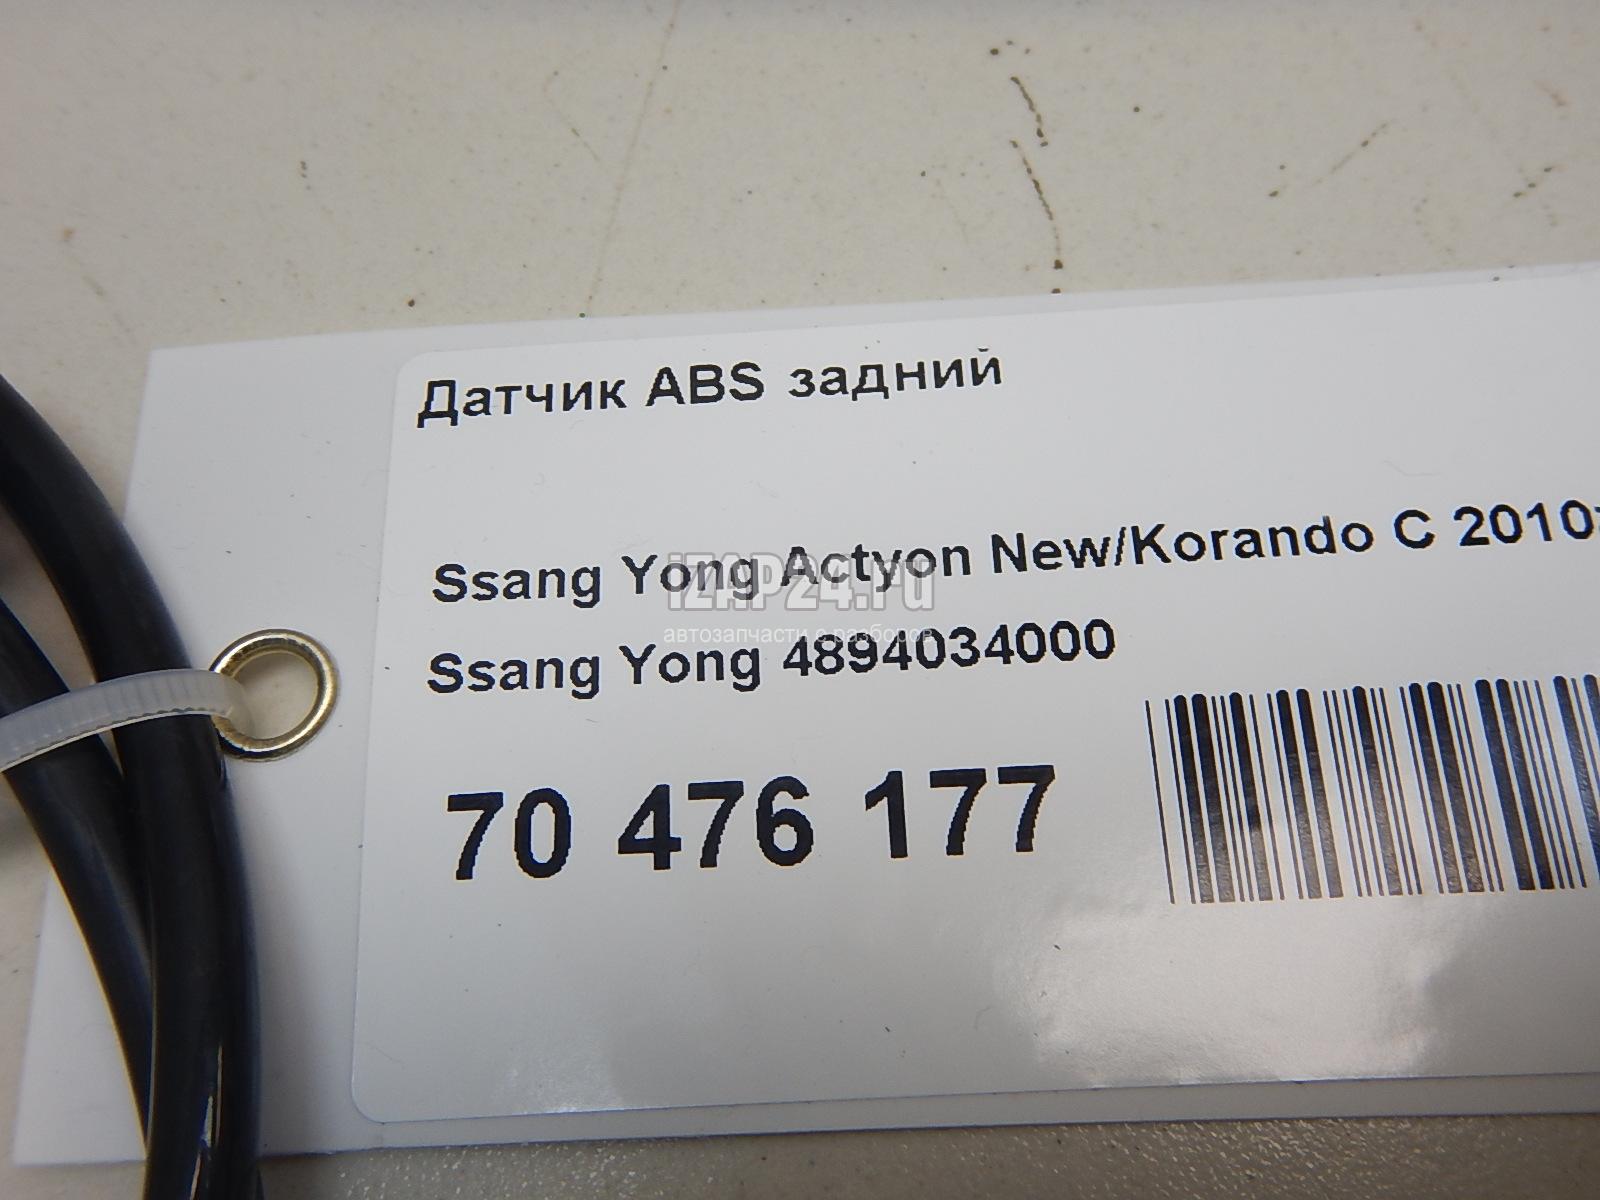 Датчик ABS задний
Ssang Yong Actyon New/Korando C 2010>
iZAP24.ru
автозапчасти с разборов
Ssang Yong 4894034000
70 476 177